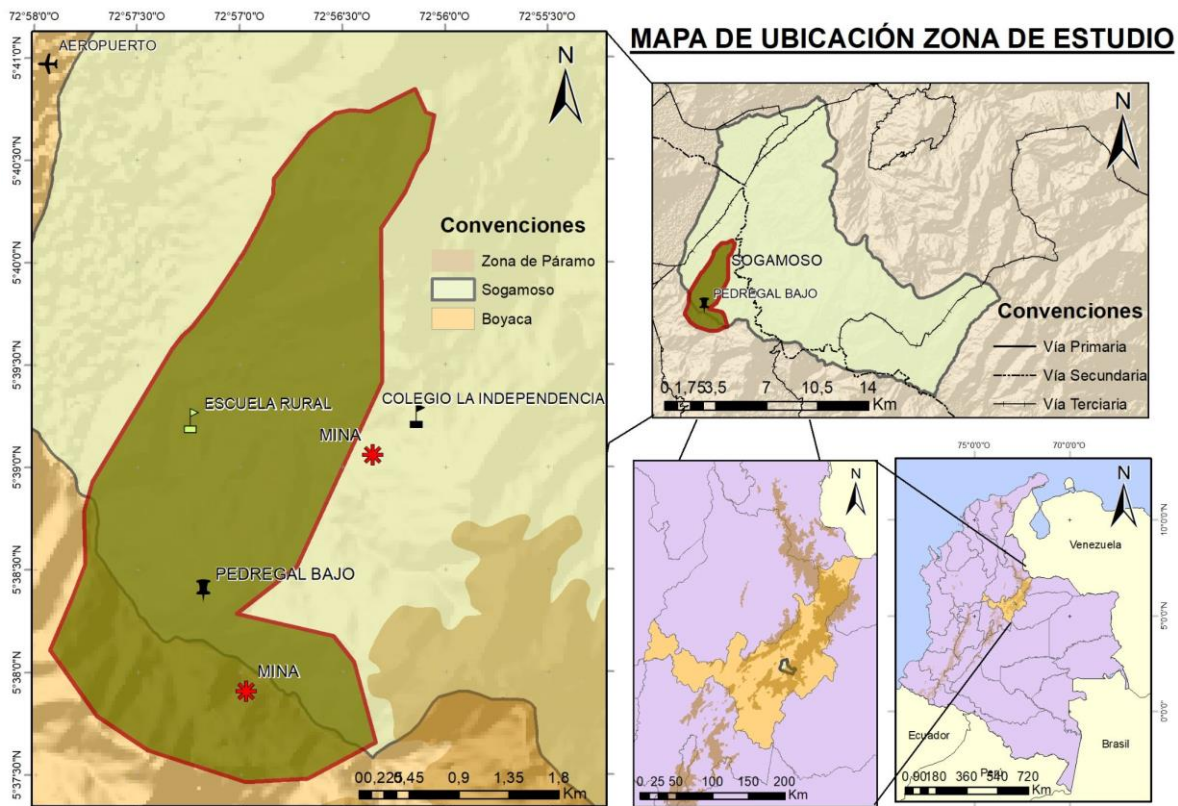 MAPA DE UBICACIÓN ZONA DE ESTUDIO
72°58'0"O 72°57'30"O 72°57'0"O 72°56'30"O 72°56'0"O 72°55'30"O
5°41'0"N
5°40'30"N
5°40'0"N
5°39'30"N
5°39'0"N
5°38'30"N
5°38'0"N
5°37'30"N
AEROPUERTO
N
Convenciones
Zona de Páramo
Sogamoso
Boyaca
ESCUELA RURAL
COLEGIO LA INDEPENDENCIA
MINA
PEDREGAL BAJO
MINA
00,2250,45 0,9 1,35 1,8
Km
N
SOGAMOSO
PEDREGAL BAJO
Convenciones
Vía Primaria
Vía Secundaria
Vía Terciaria
0 1,75 3,5 7 10,5 14
Km
N
0 25 50 100 150 200
Km
75°0'0"O 70°0'0"O
N
Venezuela
Ecuador
Perú
Brasil
10°0'0"N
5°0'0"N
0°0'0"
0 90 180 360 540 720
Km